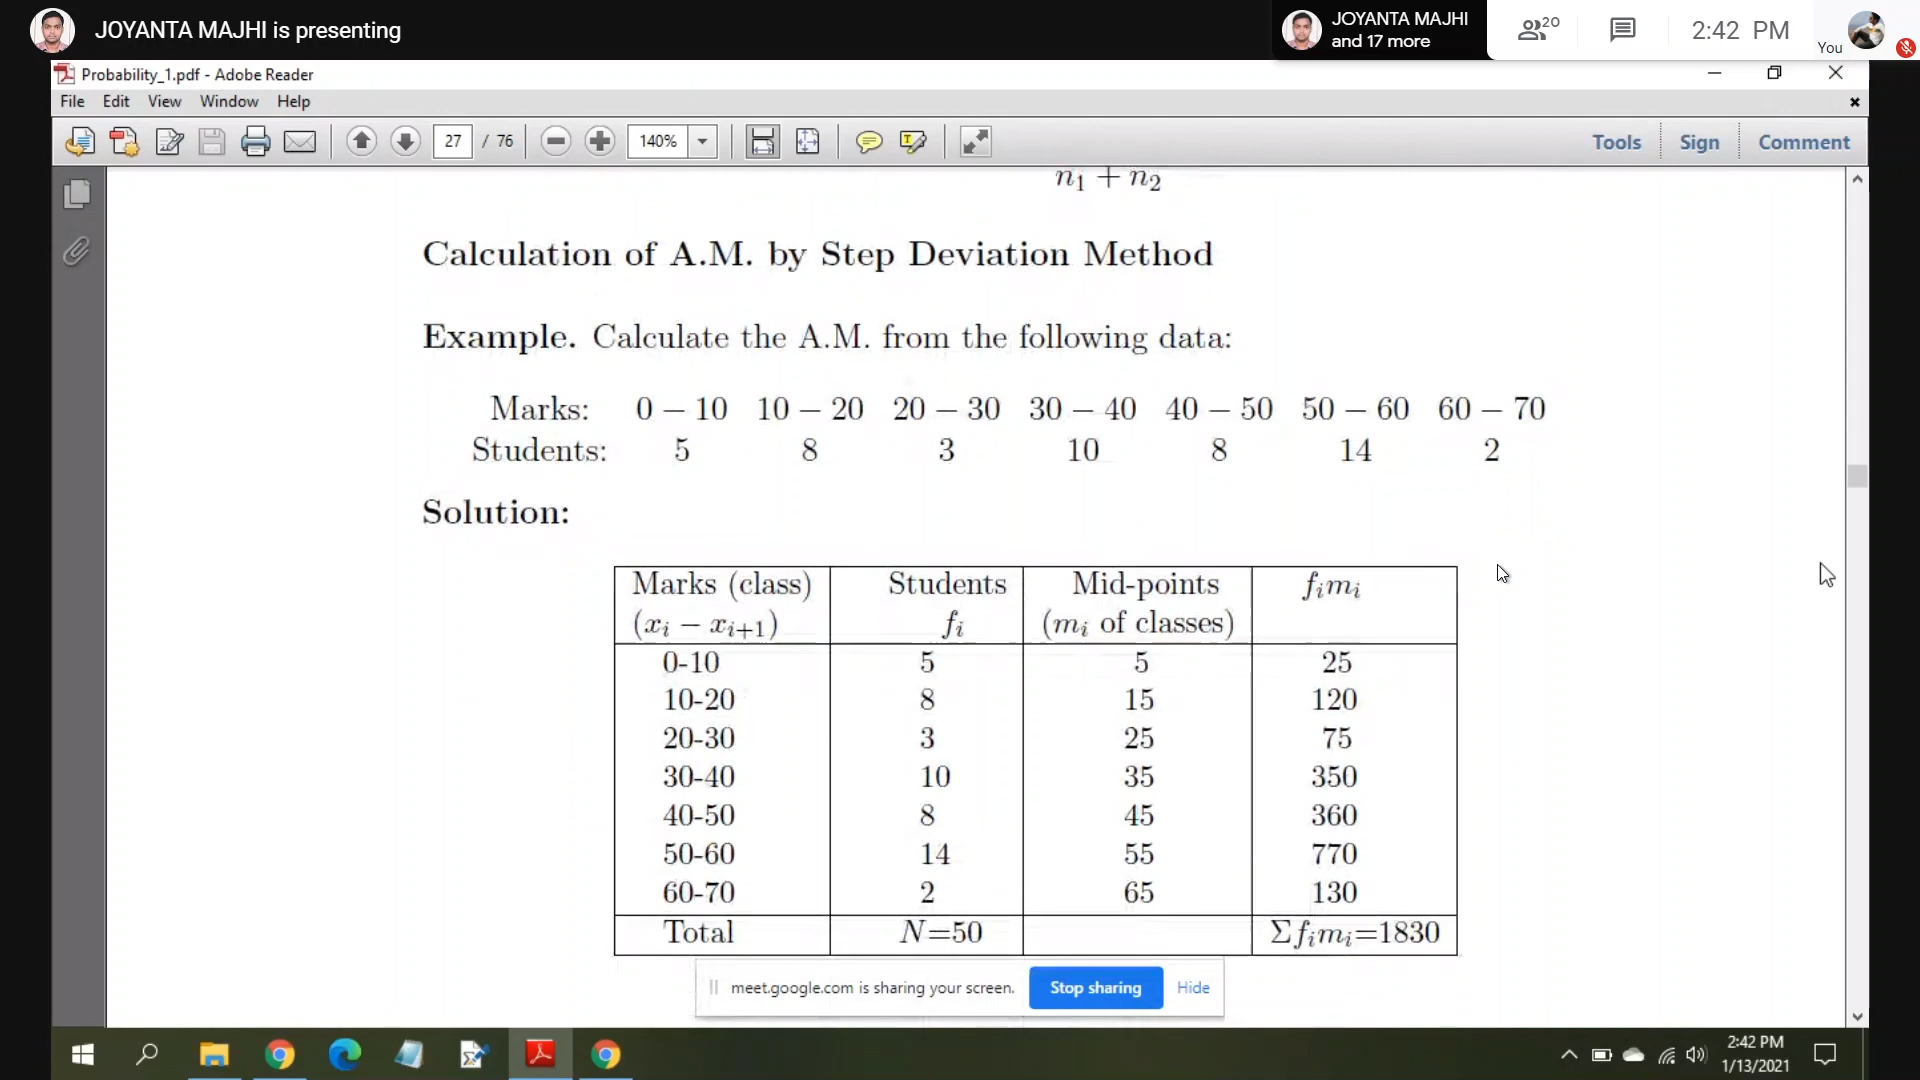 JOYANTA MAJHI is presenting
JOYANTA MAJHI
and 17 more
20
2:42 PM
You
Probability_1.pdf - Adobe Reader
File Edit View Window Help
27 / 76 140% Tools Sign Comment
n₁ + n₂
Calculation of A.M. by Step Deviation Method
Example. Calculate the A.M. from the following data:
Marks: 0 – 10 10 – 20 20 – 30 30 – 40 40 – 50 50 – 60 60 – 70
Students: 5 8 3 10 8 14 2
Solution:
Marks (class) Students Mid-points fᵢmᵢ
(xᵢ − xᵢ₊₁) fᵢ (mᵢ of classes)
0-10 5 5 25
10-20 8 15 120
20-30 3 25 75
30-40 10 35 350
40-50 8 45 360
50-60 14 55 770
60-70 2 65 130
Total N=50 Σfᵢmᵢ=1830
meet.google.com is sharing your screen. Stop sharing Hide
2:42 PM
1/13/2021